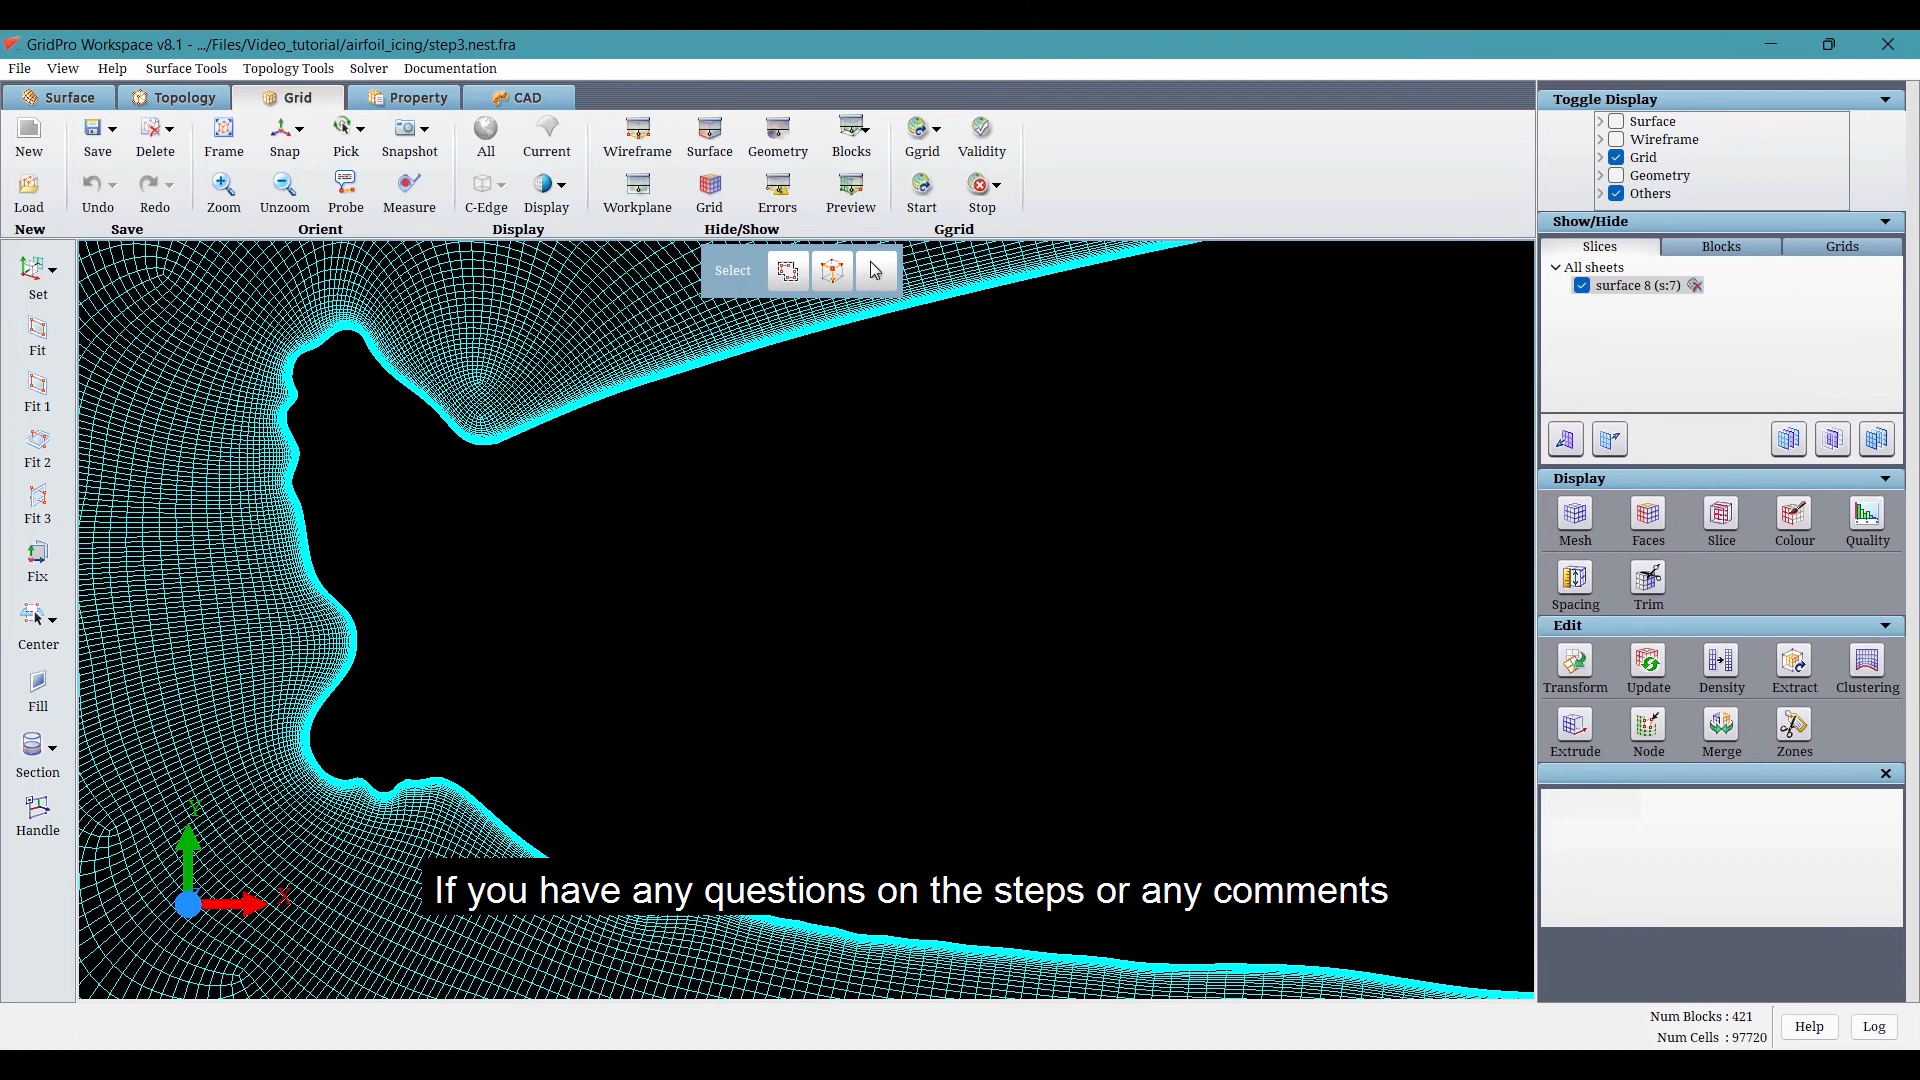 GridPro Workspace v8.1 - .../Files/Video_tutorial/airfoil_icing/step3.nest.fra
File View Help Surface Tools Topology Tools Solver Documentation
Surface Topology Grid Property CAD
New Save Delete Frame Snap Pick Snapshot All Current Wireframe Surface Geometry Blocks Ggrid Validity
Load Undo Redo Zoom Unzoom Probe Measure C-Edge Display Workplane Grid Errors Preview Start Stop
New Save Orient Display Hide/Show Ggrid
Set
Fit
Fit 1
Fit 2
Fit 3
Fix
Center
Fill
Section
Handle
Select
Y
X
If you have any questions on the steps or any comments
Toggle Display
Surface
Wireframe
Grid
Geometry
Others
Show/Hide
Slices Blocks Grids
All sheets
surface 8 (s:7)
Display
Mesh Faces Slice Colour Quality
Spacing Trim
Edit
Transform Update Density Extract Clustering
Extrude Node Merge Zones
Num Blocks : 421
Num Cells : 97720
Help Log